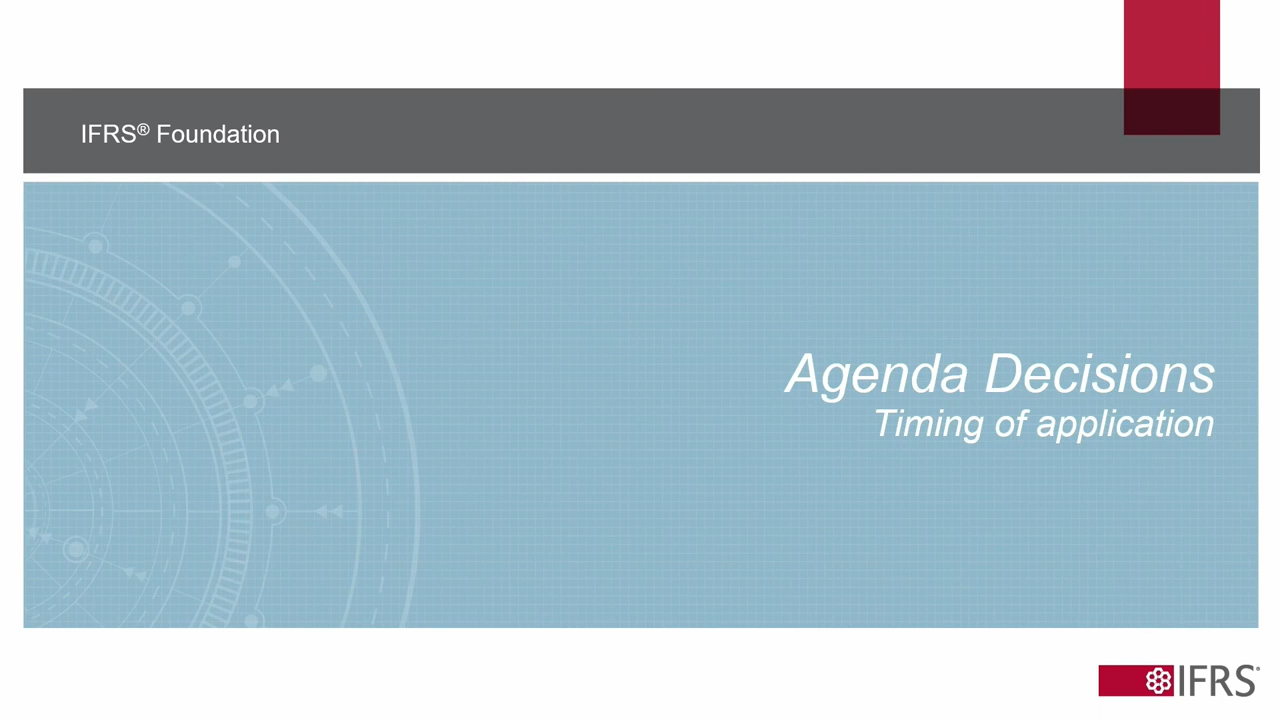 IFRS® Foundation
Agenda Decisions
Timing of application
IFRS®